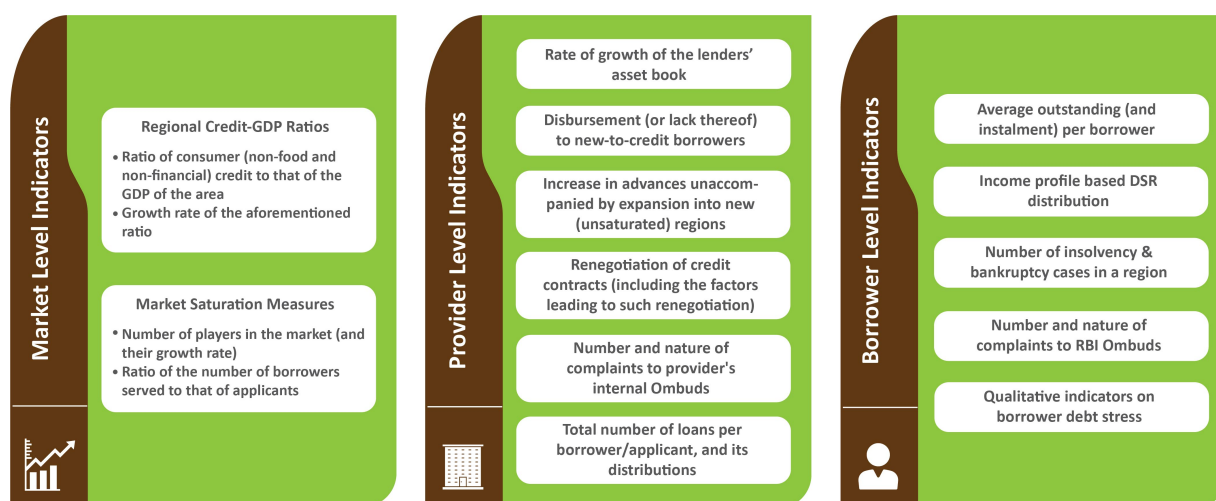 Market Level Indicators
Regional Credit-GDP Ratios
• Ratio of consumer (non-food and
non-financial) credit to that of the
GDP of the area
• Growth rate of the aforementioned
ratio
Market Saturation Measures
• Number of players in the market (and
their growth rate)
• Ratio of the number of borrowers
served to that of applicants
Provider Level Indicators
Rate of growth of the lenders’
asset book
Disbursement (or lack thereof)
to new-to-credit borrowers
Increase in advances unaccom-
panied by expansion into new
(unsaturated) regions
Renegotiation of credit
contracts (including the factors
leading to such renegotiation)
Number and nature of
complaints to provider's
internal Ombuds
Total number of loans per
borrower/applicant, and its
distributions
Borrower Level Indicators
Average outstanding (and
instalment) per borrower
Income profile based DSR
distribution
Number of insolvency &
bankruptcy cases in a region
Number and nature of
complaints to RBI Ombuds
Qualitative indicators on
borrower debt stress